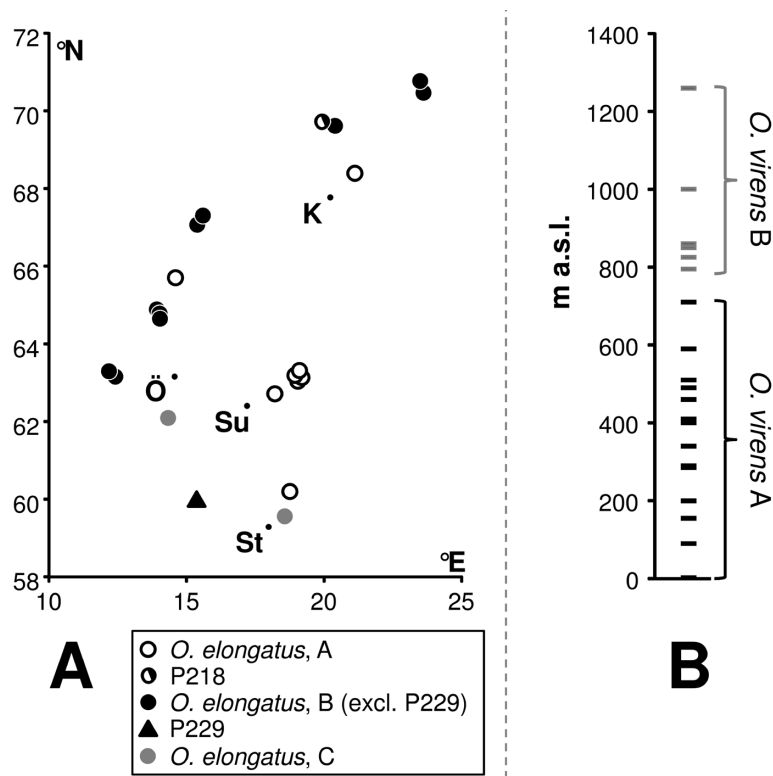 72
70
68
66
64
62
60
58
°N
K
Ö
Su
St
°E
10
15
20
25
A
O. elongatus, A
P218
O. elongatus, B (excl. P229)
P229
O. elongatus, C
1400
1200
1000
800
600
400
200
0
m a.s.l.
O. virens B
O. virens A
B